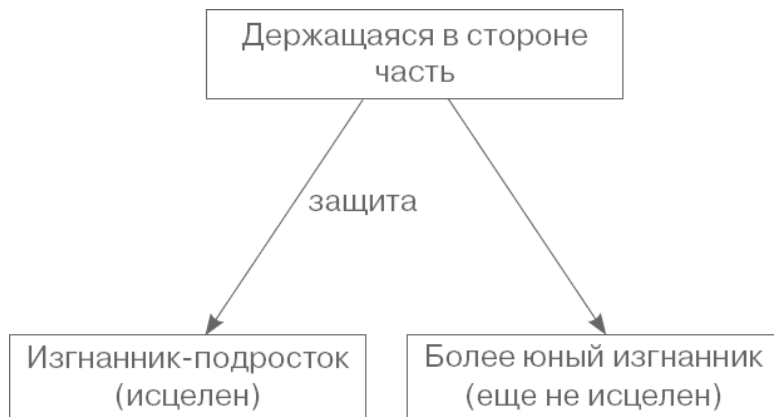 Держащаяся в стороне
часть
защита
Изгнанник-подросток
(исцелен)
Более юный изгнанник
(еще не исцелен)